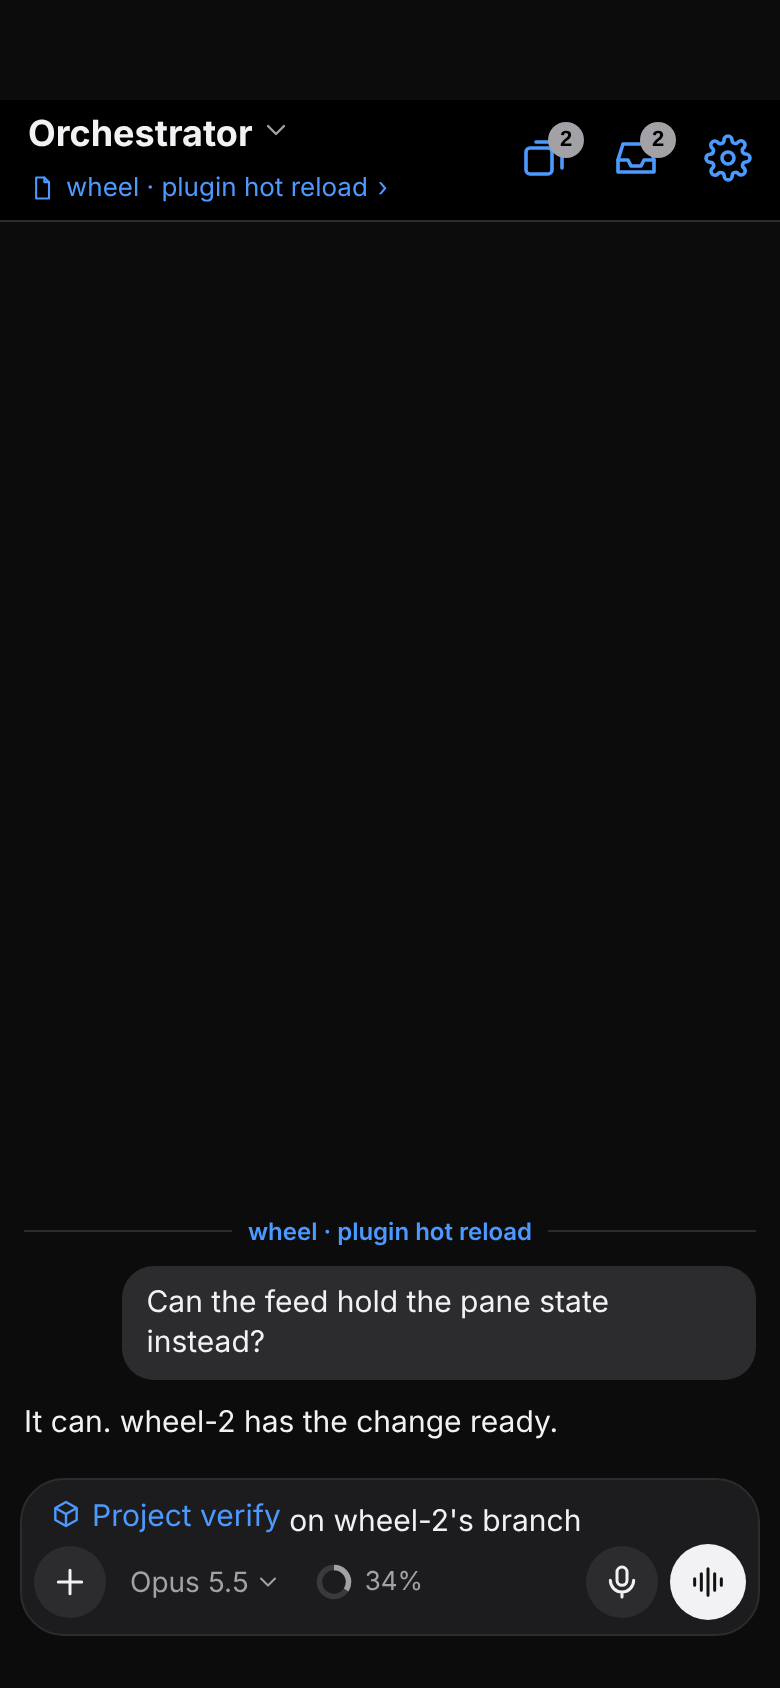 Orchestrator
2
2
wheel · plugin hot reload ›
wheel · plugin hot reload
Can the feed hold the pane state
instead?
It can. wheel-2 has the change ready.
Project verify on wheel-2's branch
Opus 5.5
34%